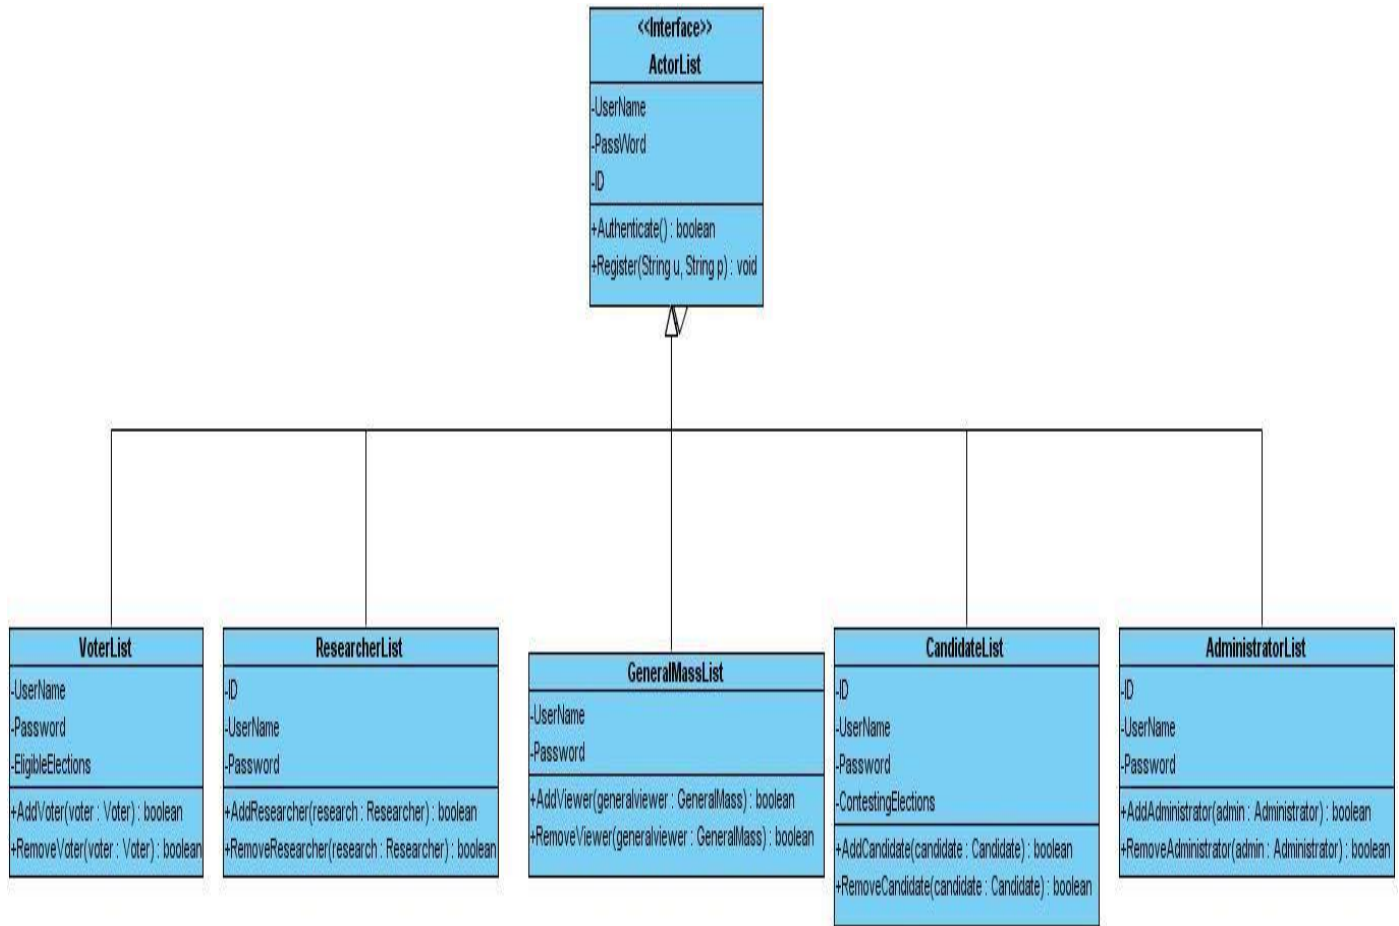 <<Interface>>
ActorList
-UserName
-PassWord
-ID
+Authenticate() : boolean
+Register(String u, String p) : void
VoterList
-UserName
-Password
-EligibleElections
+AddVoter(voter : Voter) : boolean
+RemoveVoter(voter : Voter) : boolean
ResearcherList
-ID
-UserName
-Password
+AddResearcher(research : Researcher) : boolean
+RemoveResearcher(research : Researcher) : boolean
GeneralMassList
-UserName
-Password
+AddViewer(generalviewer : GeneralMass) : boolean
+RemoveViewer(generalviewer : GeneralMass) : boolean
CandidateList
-ID
-UserName
-Password
-ContestingElections
+AddCandidate(candidate : Candidate) : boolean
+RemoveCandidate(candidate : Candidate) : boolean
AdministratorList
-ID
-UserName
-Password
+AddAdministrator(admin : Administrator) : boolean
+RemoveAdministrator(admin : Administrator) : boolean